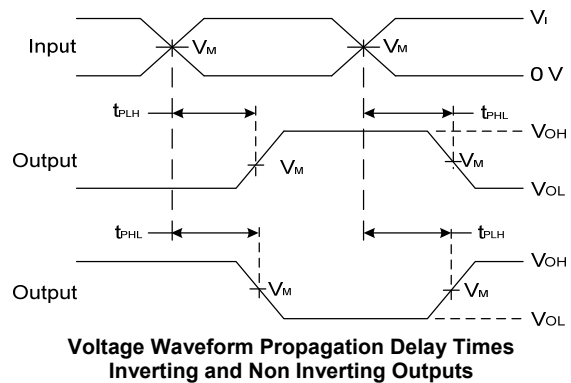 VI
Input
VM
VM
0 V
tPLH
tPHL
VOH
Output
VM
VM
VOL
tPHL
tPLH
VOH
Output
VM
VM
VOL
Voltage Waveform Propagation Delay Times
Inverting and Non Inverting Outputs